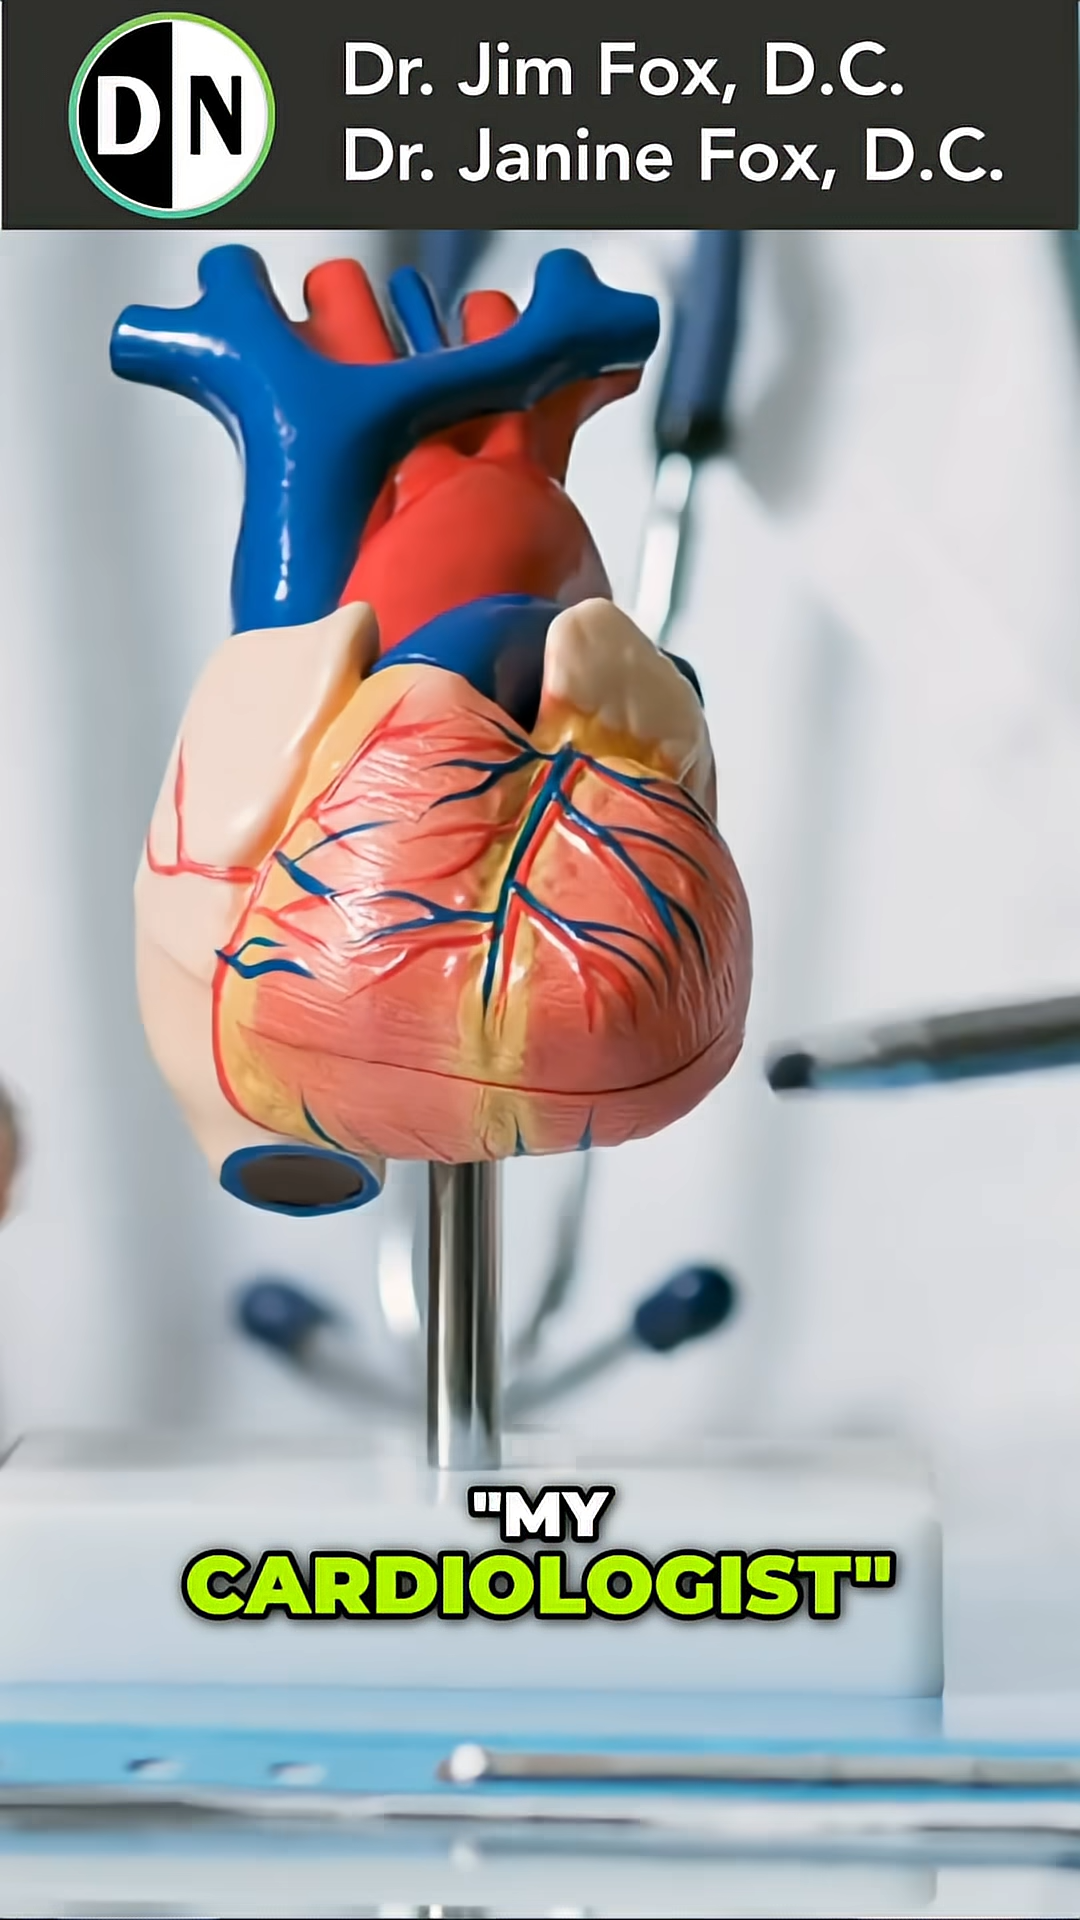 DN
Dr. Jim Fox, D.C.
Dr. Janine Fox, D.C.
"MY
CARDIOLOGIST"